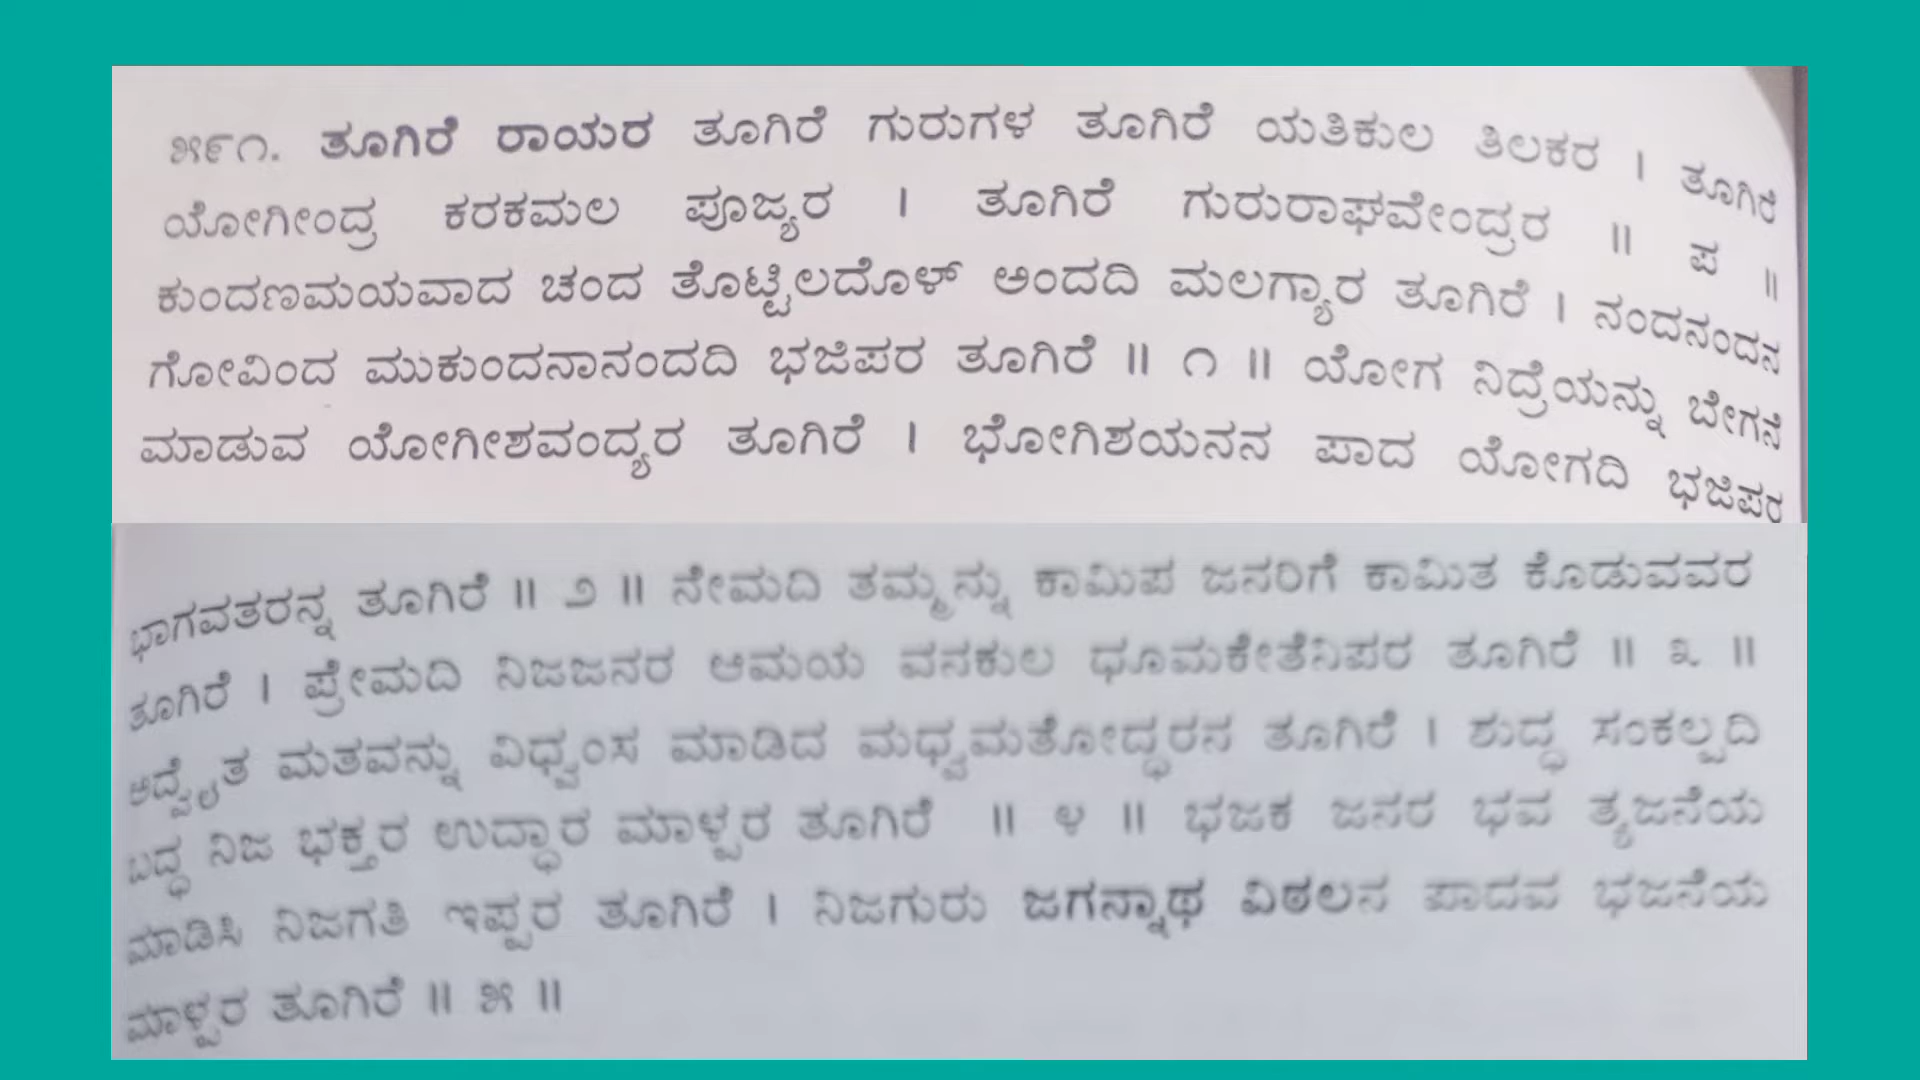 ೫೯೧. ತೂಗಿರೆ ರಾಯರ ತೂಗಿರೆ ಗುರುಗಳ ತೂಗಿರೆ ಯತಿಕುಲ ತಿಲಕರ । ತೂಗಿರೆ
ಯೋಗೀಂದ್ರ ಕರಕಮಲ ಪೂಜ್ಯರ । ತೂಗಿರೆ ಗುರುರಾಘವೇಂದ್ರರ ॥ ಪ ॥
ಕುಂದಣಮಯವಾದ ಚಂದ ತೊಟ್ಟಿಲದೊಳ್ ಅಂದದಿ ಮಲಗ್ಯಾರ ತೂಗಿರೆ । ನಂದನಂದನ
ಗೋವಿಂದ ಮುಕುಂದನಾನಂದದಿ ಭಜಿಪರ ತೂಗಿರೆ ॥ ೧ ॥ ಯೋಗ ನಿದ್ರೆಯನ್ನು ಬೇಗನೆ
ಮಾಡುವ ಯೋಗೀಶವಂದ್ಯರ ತೂಗಿರೆ । ಭೋಗಿಶಯನನ ಪಾದ ಯೋಗದಿ ಭಜಿಪರ
ಭಾಗವತರನ್ನ ತೂಗಿರೆ ॥ ೨ ॥ ನೇಮದಿ ತಮ್ಮನ್ನು ಕಾಮಿಪ ಜನರಿಗೆ ಕಾಮಿತ ಕೊಡುವವರ
ತೂಗಿರೆ । ಪ್ರೇಮದಿ ನಿಜಜನರ ಆಮಯ ವನಕುಲ ಧೂಮಕೇತೆನಿಪರ ತೂಗಿರೆ ॥ ೩ ॥
ಅದ್ವೈತ ಮತವನ್ನು ವಿಧ್ವಂಸ ಮಾಡಿದ ಮಧ್ವಮತೋದ್ಧರನ ತೂಗಿರೆ । ಶುದ್ಧ ಸಂಕಲ್ಪದಿ
ಬದ್ಧ ನಿಜ ಭಕ್ತರ ಉದ್ಧಾರ ಮಾಳ್ಪರ ತೂಗಿರೆ ॥ ೪ ॥ ಭಜಕ ಜನರ ಭವ ತ್ಯಜನೆಯ
ಮಾಡಿಸಿ ನಿಜಗತಿ ಇಪ್ಪರ ತೂಗಿರೆ । ನಿಜಗುರು ಜಗನ್ನಾಥ ವಿಠಲನ ಪಾದವ ಭಜನೆಯ
ಮಾಳ್ಪರ ತೂಗಿರೆ ॥ ೫ ॥